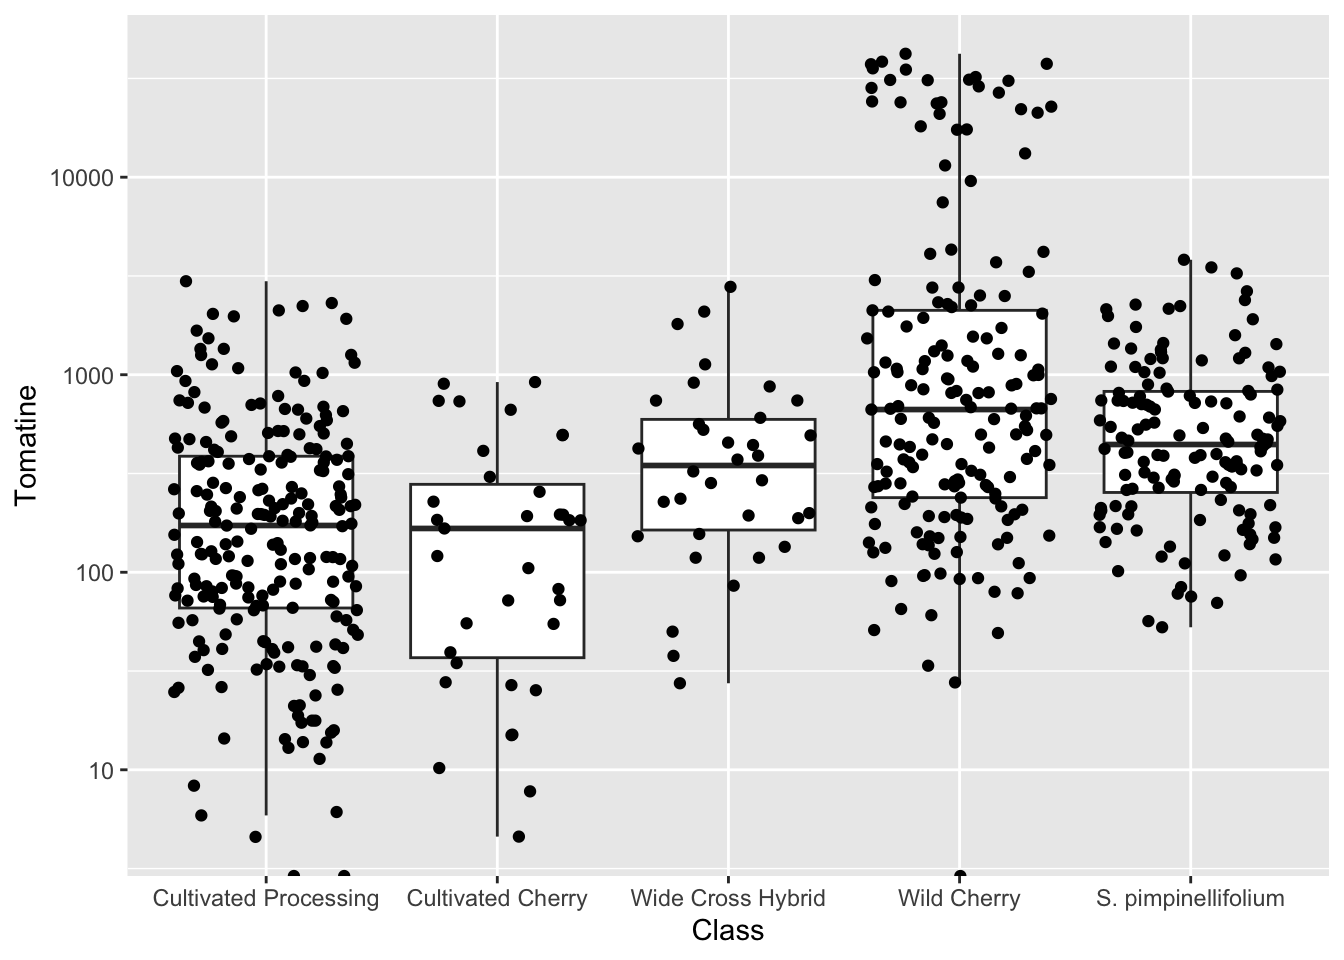 Tomatine
10000
1000
100
10
Cultivated Processing
Cultivated Cherry
Wide Cross Hybrid
Wild Cherry
S. pimpinellifolium
Class